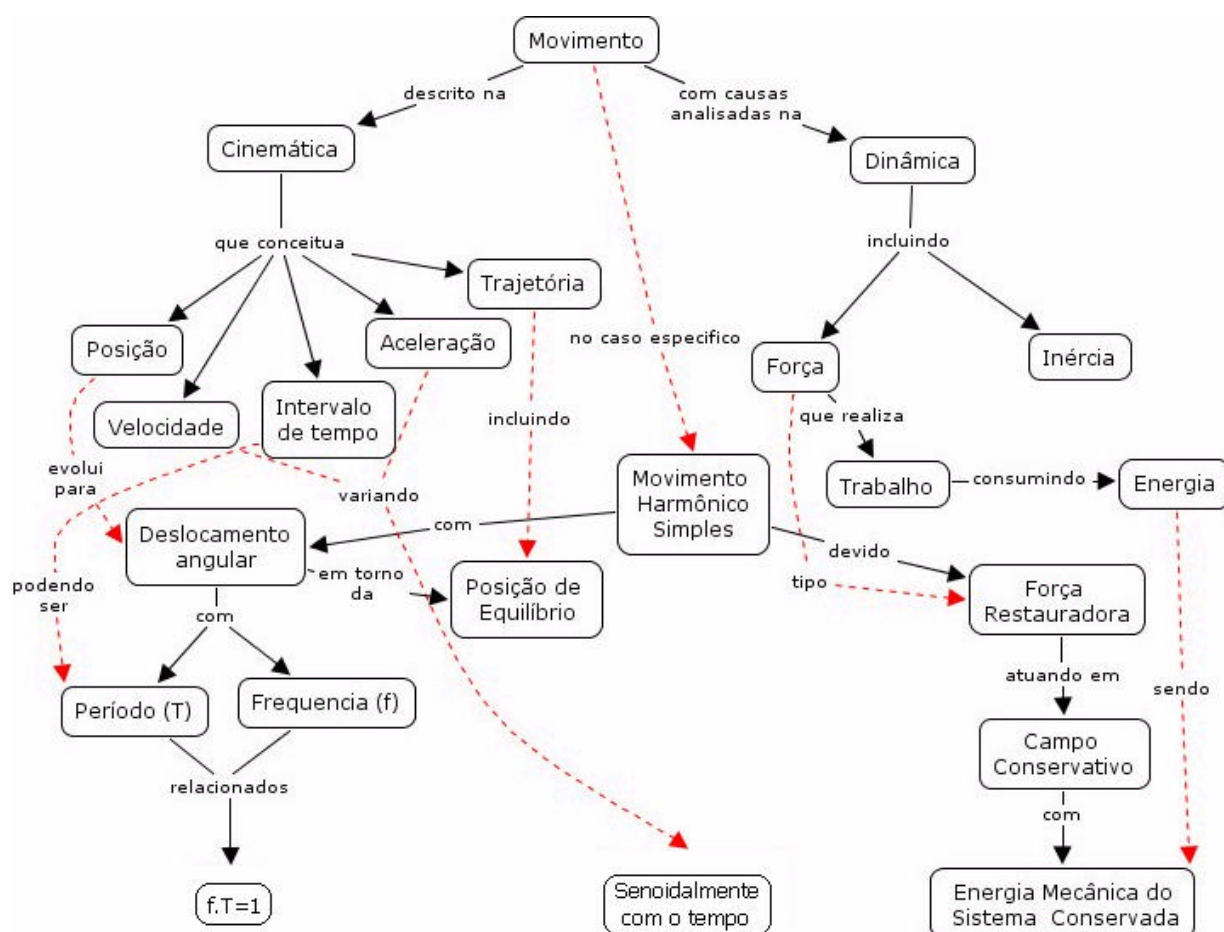 Movimento
descrito na
com causas
analisadas na
Cinemática
Dinâmica
que conceitua
incluindo
Trajetória
Posição
Aceleração
no caso especifico
Força
Inércia
Velocidade
Intervalo
de tempo
incluindo
que realiza
evolui
para
variando
Movimento
Harmônico
Simples
Trabalho
consumindo
Energia
Deslocamento
angular
com
devido
podendo
ser
em torno
da
Posição de
Equilíbrio
tipo
Força
Restauradora
com
atuando em
sendo
Período (T)
Frequencia (f)
Campo
Conservativo
relacionados
com
f.T=1
Senoidalmente
com o tempo
Energia Mecânica do
Sistema Conservada